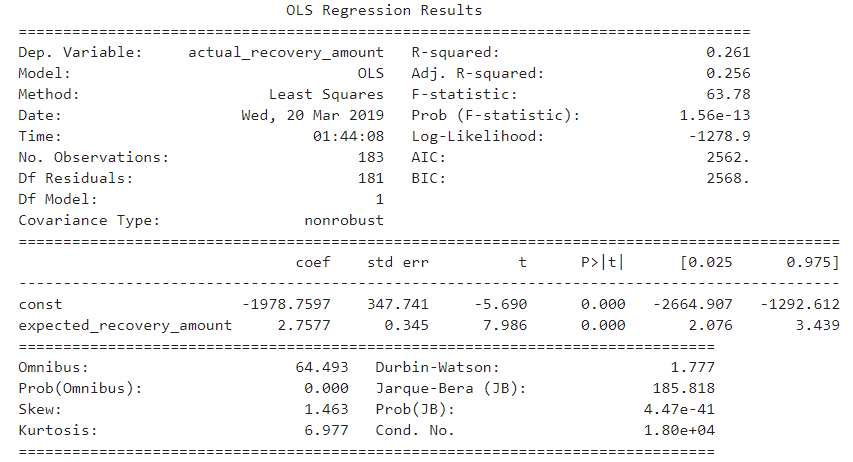 OLS Regression Results
==============================================================================
Dep. Variable: actual_recovery_amount R-squared: 0.261
Model: OLS Adj. R-squared: 0.256
Method: Least Squares F-statistic: 63.78
Date: Wed, 20 Mar 2019 Prob (F-statistic): 1.56e-13
Time: 01:44:08 Log-Likelihood: -1278.9
No. Observations: 183 AIC: 2562.
Df Residuals: 181 BIC: 2568.
Df Model: 1
Covariance Type: nonrobust
==============================================================================
coef std err t P>|t| [0.025 0.975]
------------------------------------------------------------------------------
const -1978.7597 347.741 -5.690 0.000 -2664.907 -1292.612
expected_recovery_amount 2.7577 0.345 7.986 0.000 2.076 3.439
==============================================================================
Omnibus: 64.493 Durbin-Watson: 1.777
Prob(Omnibus): 0.000 Jarque-Bera (JB): 185.818
Skew: 1.463 Prob(JB): 4.47e-41
Kurtosis: 6.977 Cond. No. 1.80e+04
==============================================================================